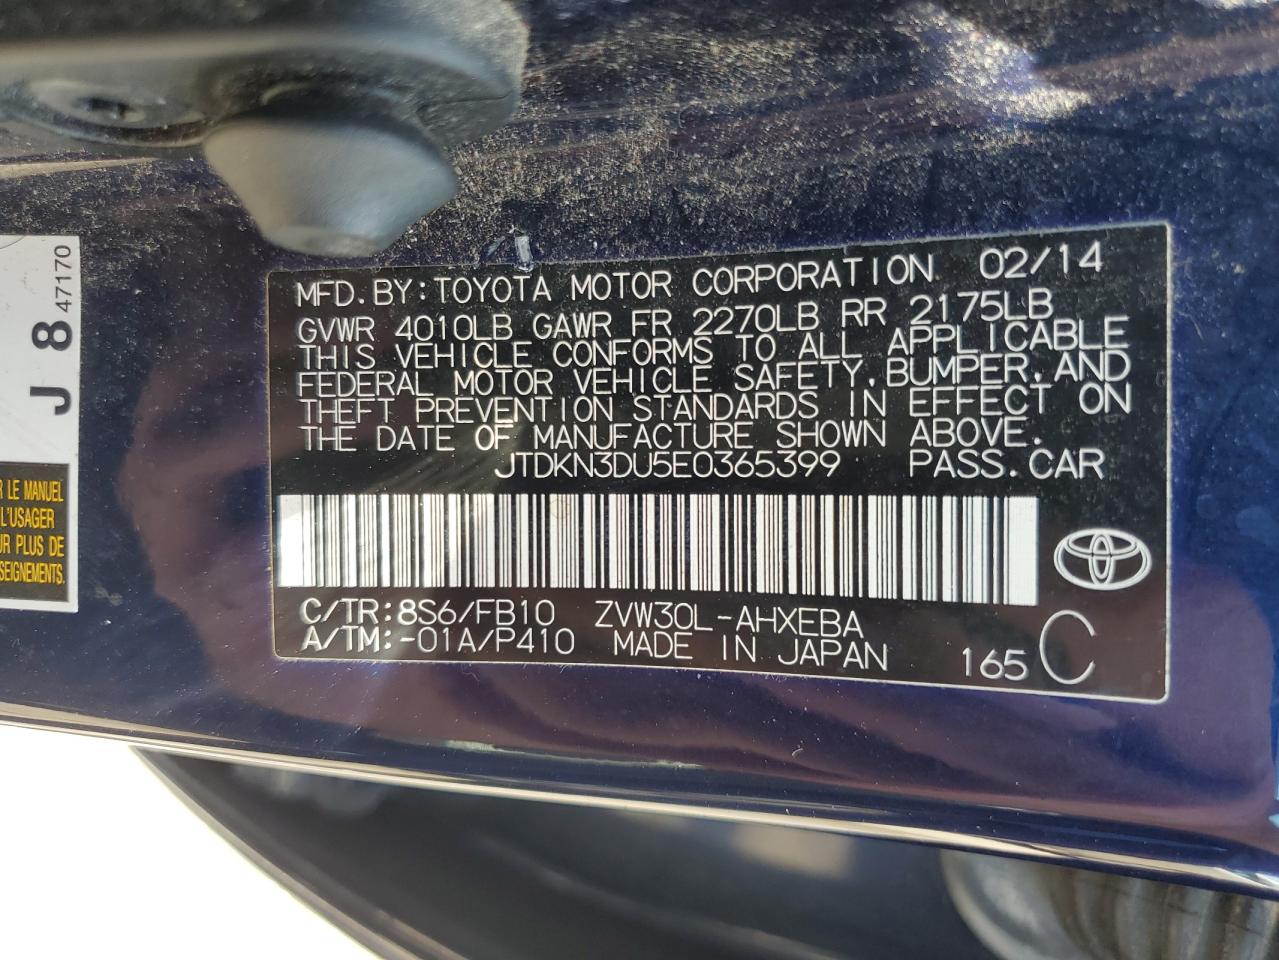 MFD.BY:TOYOTA MOTOR CORPORATION 02/14
GVWR 4010LB GAWR FR 2270LB RR 2175LB
THIS VEHICLE CONFORMS TO ALL APPLICABLE
FEDERAL MOTOR VEHICLE SAFETY,BUMPER,AND
THEFT PREVENTION STANDARDS IN EFFECT ON
THE DATE OF MANUFACTURE SHOWN ABOVE.
JTDKN3DU5E0365399 PASS.CAR
C/TR:8S6/FB10 ZVW30L-AHXEBA
A/TM:-01A/P410 MADE IN JAPAN 165 C
J 8 47170
LE MANUEL
L'USAGER
PLUS DE